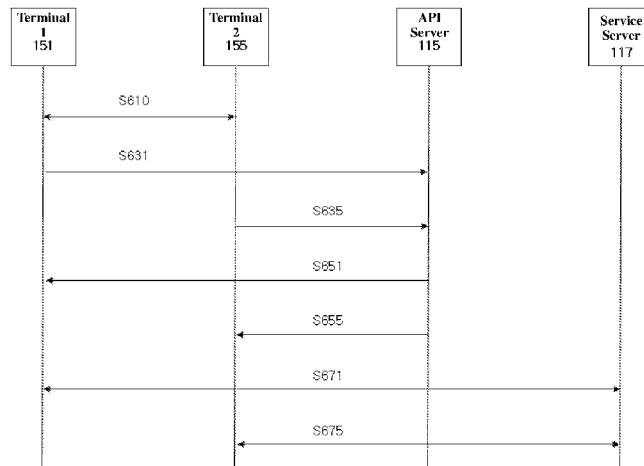 Terminal
1
151
Terminal
2
155
API
Server
115
Service
Server
117
S610
S631
S635
S651
S655
S671
S675